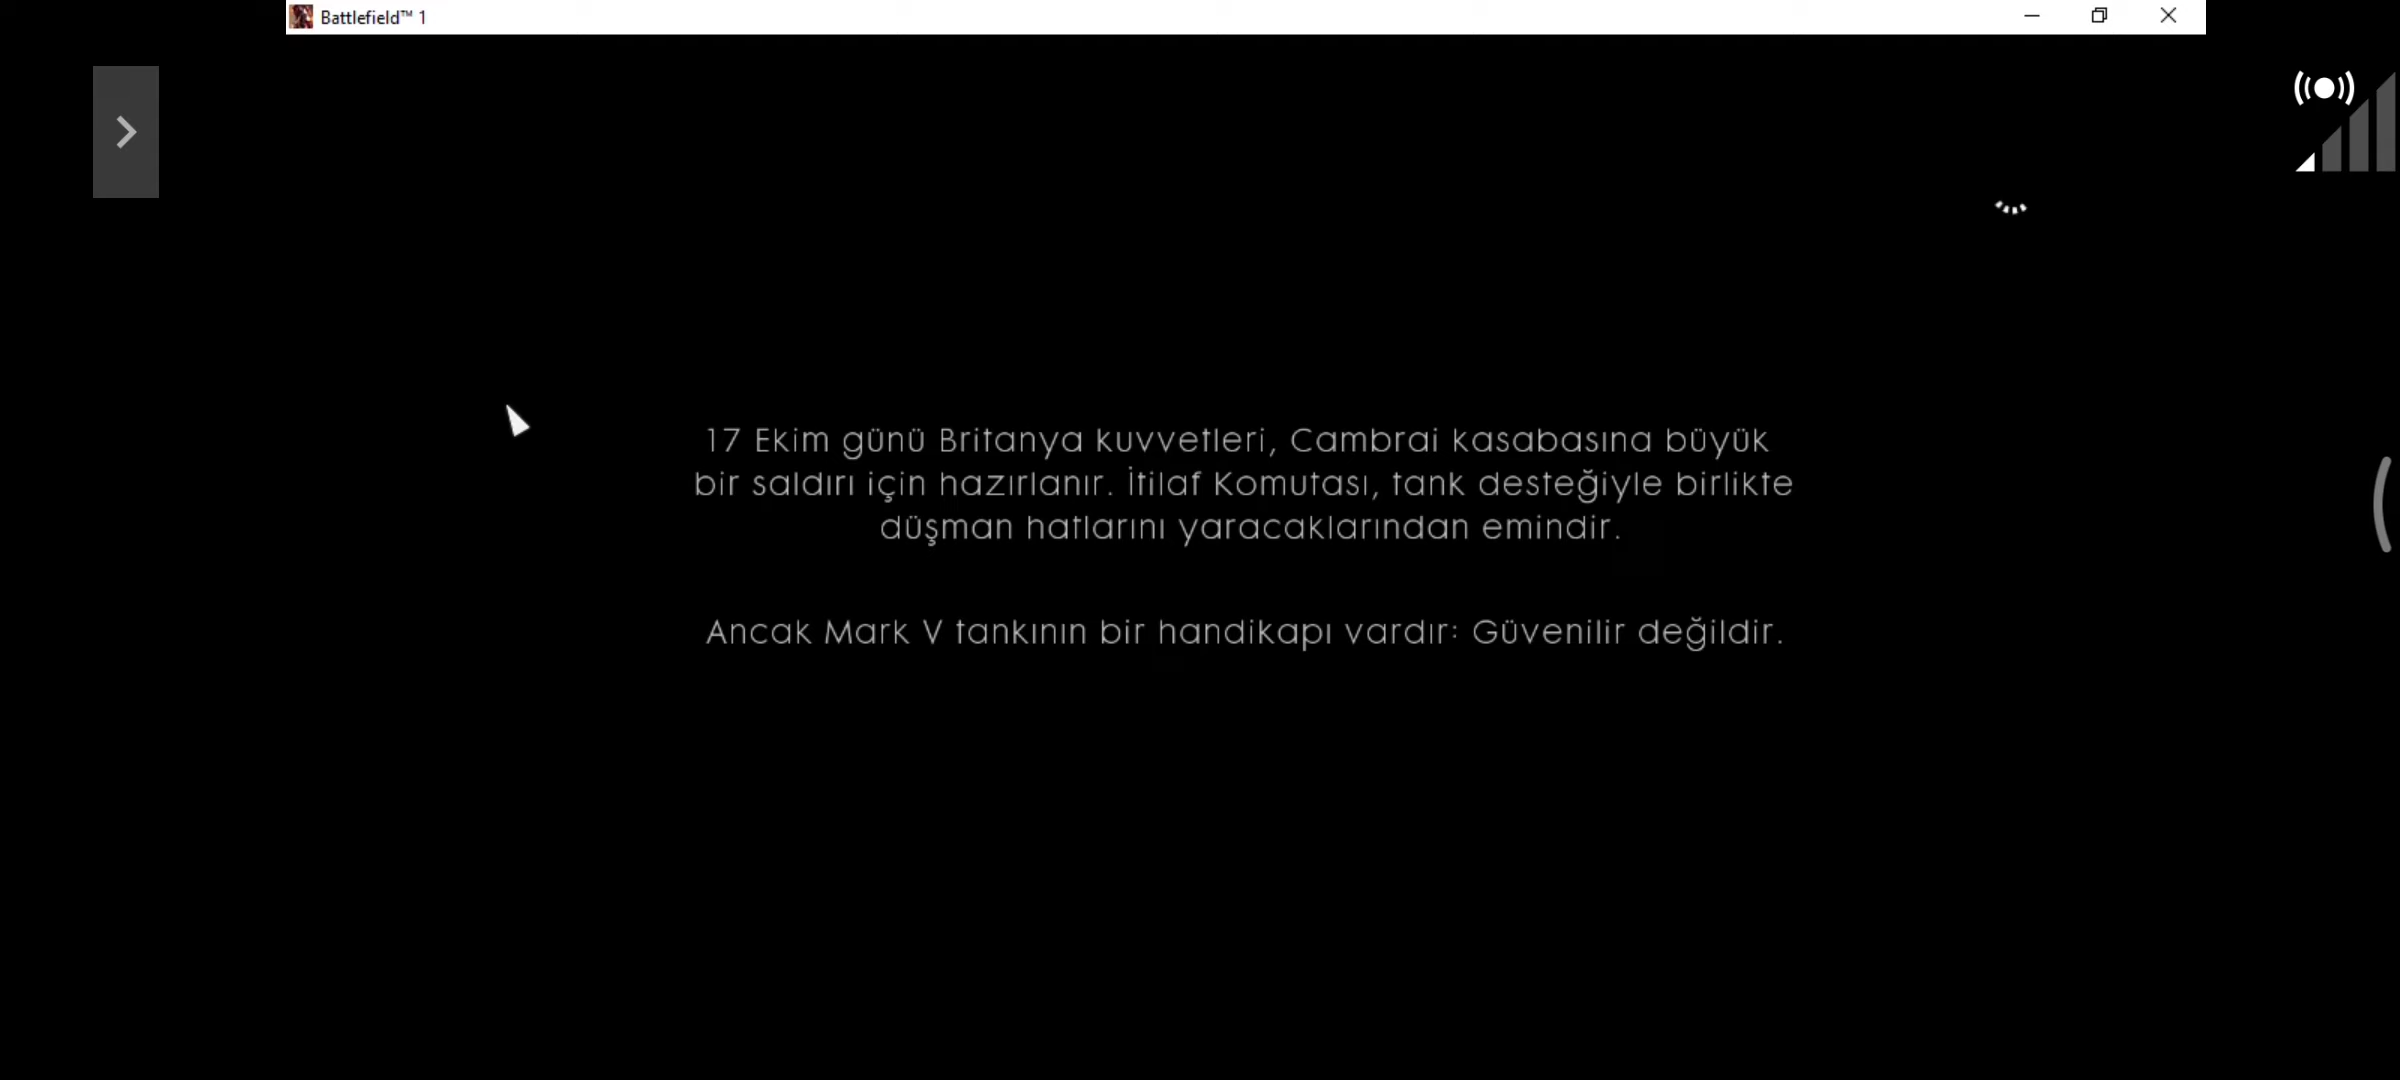 Battlefield™ 1
17 Ekim günü Britanya kuvvetleri, Cambrai kasabasına büyük
bir saldırı için hazırlanır. İtilaf Komutası, tank desteğiyle birlikte
düşman hatlarını yaracaklarından emindir.
Ancak Mark V tankının bir handikapı vardır: Güvenilir değildir.